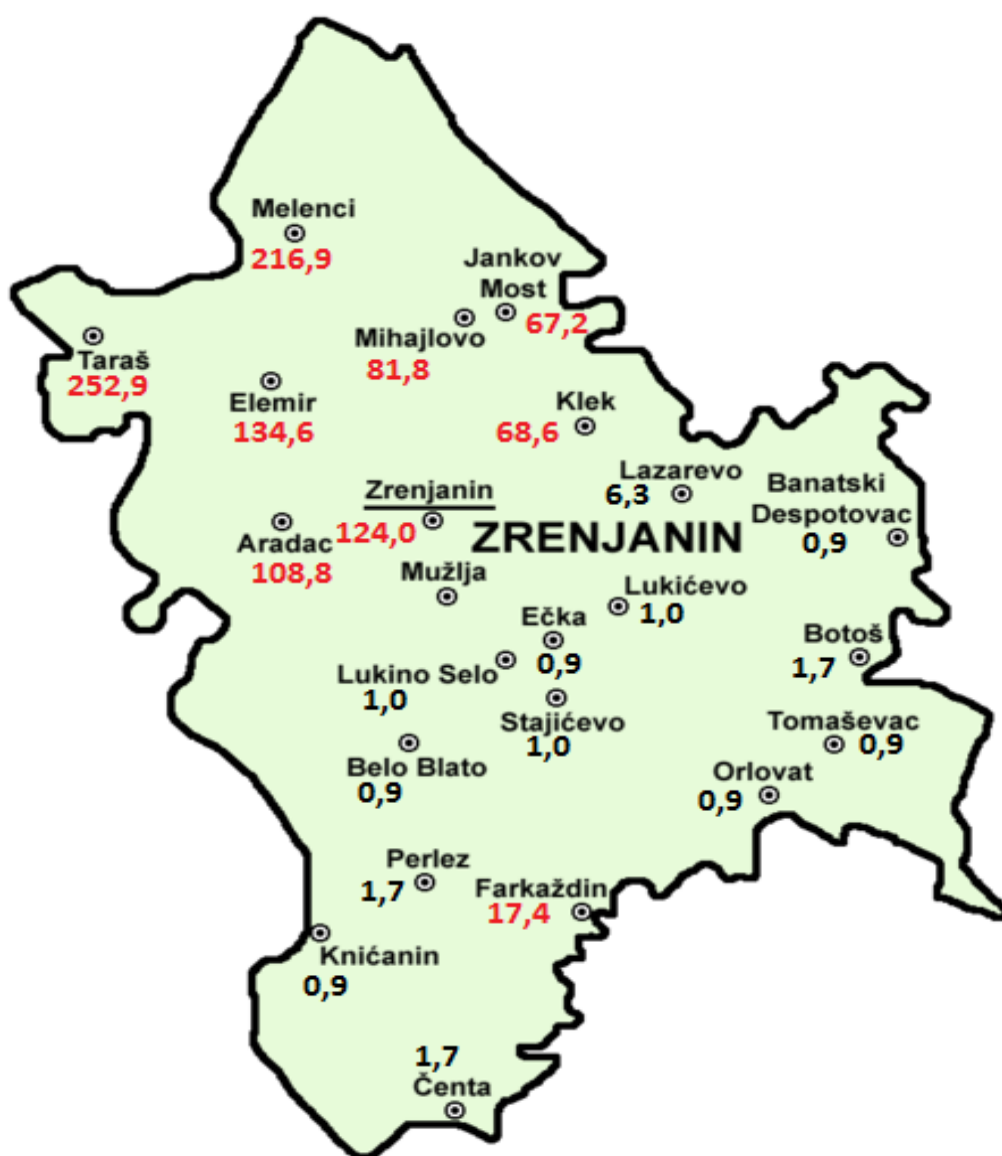 Melenci
216,9
Jankov
Most
67,2
Mihajlovo
81,8
Taraš
252,9
Elemir
134,6
Klek
68,6
Lazarevo
6,3
Banatski
Despotovac
0,9
Zrenjanin
124,0
ZRENJANIN
Aradac
108,8
Mužlja
Lukićevo
1,0
Ečka
0,9
Botoš
1,7
Lukino Selo
1,0
Stajićevo
1,0
Tomaševac
0,9
Belo Blato
0,9
Orlovat
0,9
Perlez
1,7
Farkaždin
17,4
Knićanin
0,9
1,7
Čenta